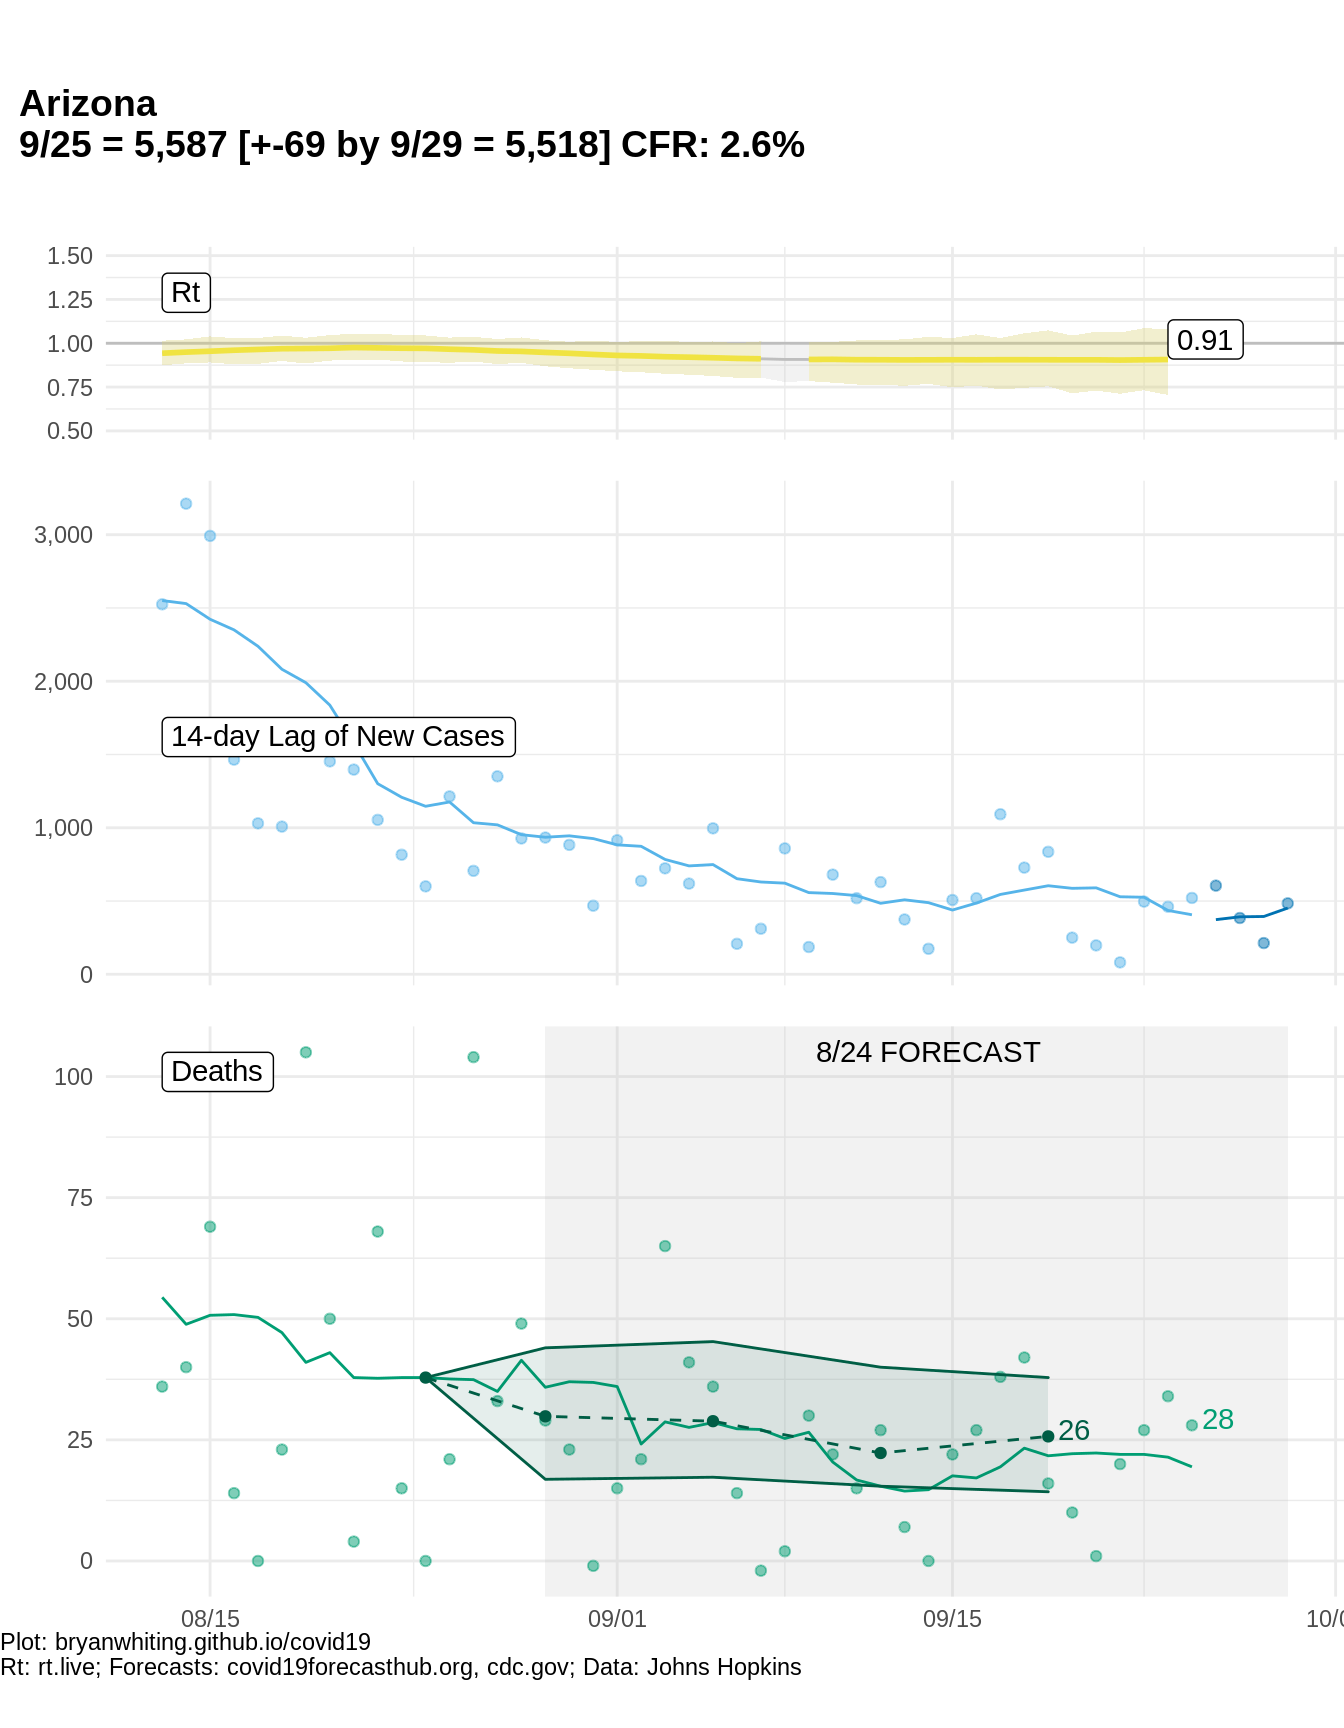 Arizona
9/25 = 5,587 [+-69 by 9/29 = 5,518] CFR: 2.6%
1.50
Rt
1.25
1.00
0.91
0.75
0.50
3,000
2,000
14-day Lag of New Cases
1,000
0
8/24 FORECAST
Deaths
100
75
50
28
26
25
0
08/15
09/01
09/15
10/0
Plot: bryanwhiting.github.io/covid19
Rt: rt.live; Forecasts: covid19forecasthub.org, cdc.gov; Data: Johns Hopkins